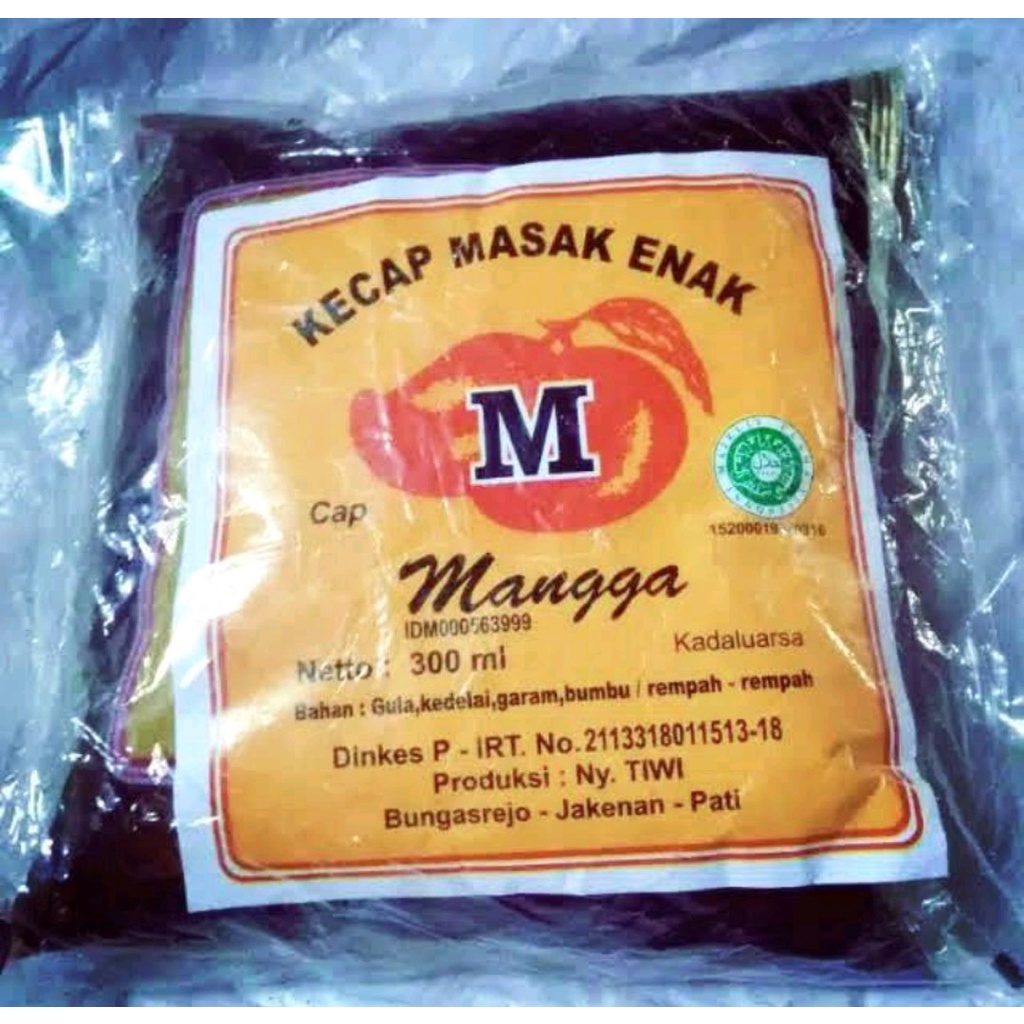 KECAP MASAK ENAK
M
Cap
Mangga
IDM000563999
Kadaluarsa
Netto : 300 ml
Bahan : Gula,kedelai,garam,bumbu / rempah - rempah
Dinkes P - IRT. No. 2113318011513-18
Produksi : Ny. TIWI
Bungasrejo - Jakenan - Pati